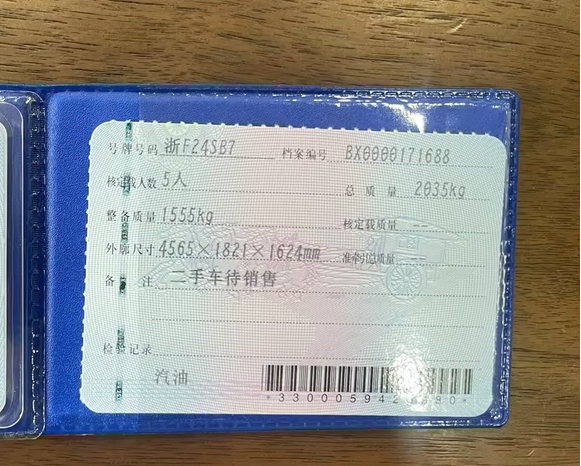 号牌号码 浙F24SB7 档案编号 BX0000171688
核定载人数 5人 总质量 2035kg
整备质量 1555kg 核定载质量 --
外廓尺寸 4565×1821×1624mm 准牵引总质量 --
备注 二手车待销售
检验记录
汽油